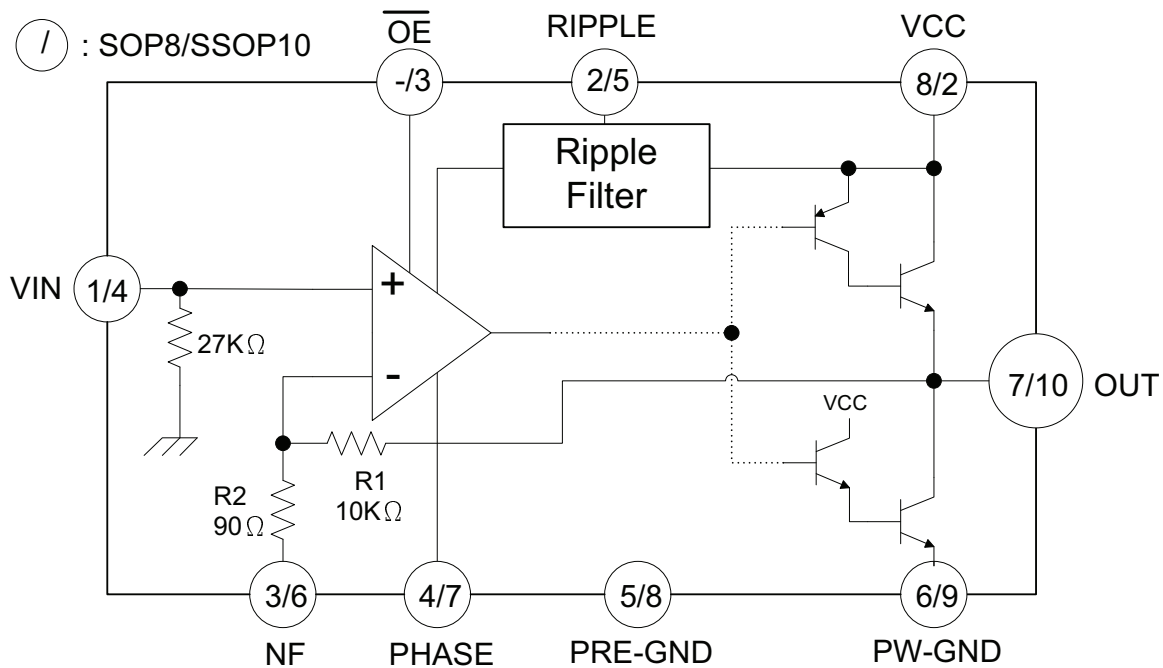 / : SOP8/SSOP10
OE
RIPPLE
VCC
-/3
2/5
8/2
Ripple
Filter
VIN
1/4
+
27KΩ
-
7/10
OUT
VCC
R1
10KΩ
R2
90Ω
3/6
4/7
5/8
6/9
NF
PHASE
PRE-GND
PW-GND